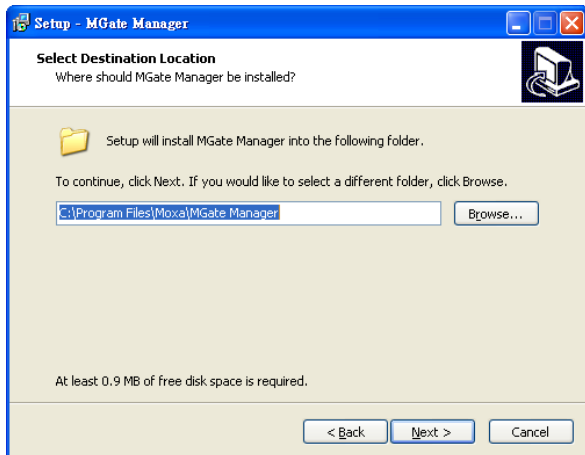 Setup - MGate Manager
Select Destination Location
Where should MGate Manager be installed?
Setup will install MGate Manager into the following folder.
To continue, click Next. If you would like to select a different folder, click Browse.
C:\Program Files\Moxa\MGate Manager
Browse...
At least 0.9 MB of free disk space is required.
< Back
Next >
Cancel